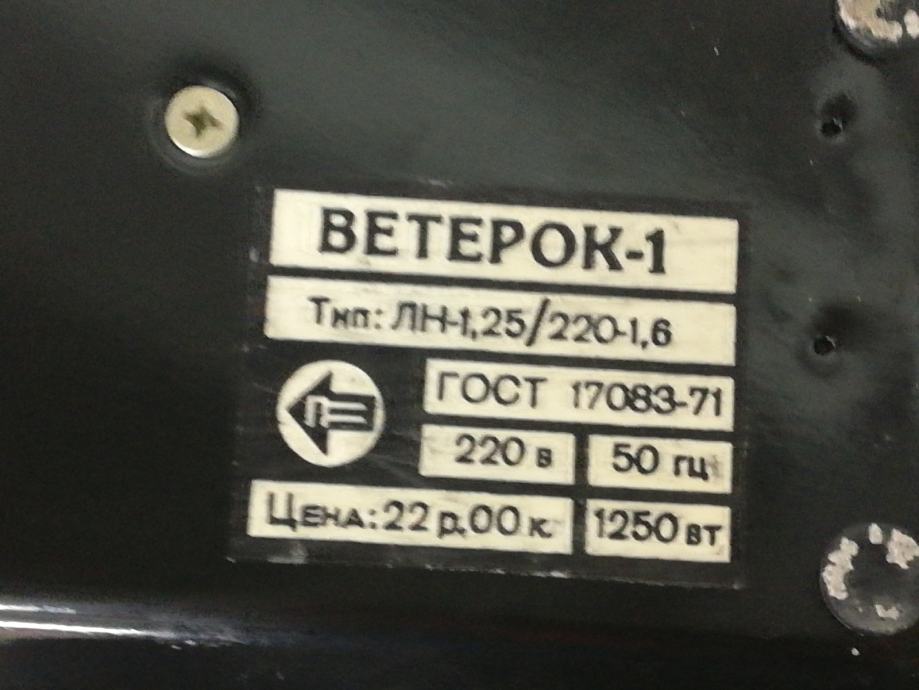 ВЕТЕРОК-1
Тип: ЛН-1,25/220-1,6
ГОСТ 17083-71
220 в 50 гц
Цена: 22 р. 00 к. 1250 вт